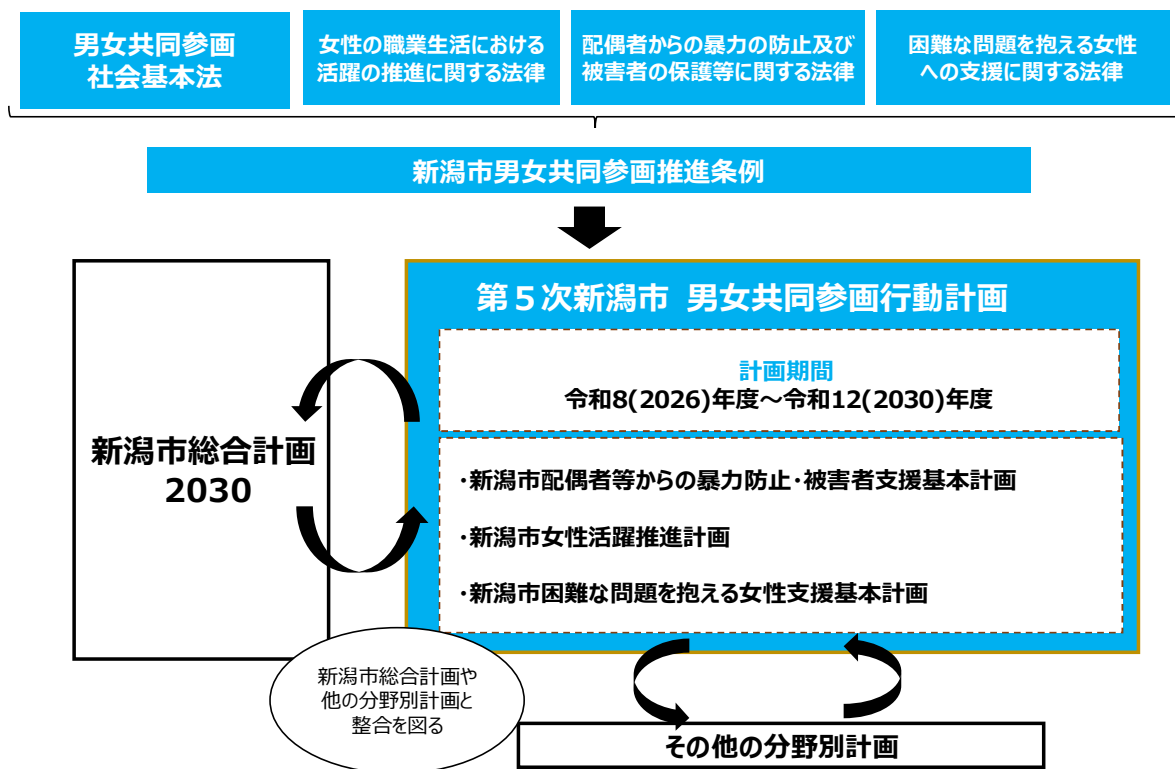 男女共同参画
社会基本法
女性の職業生活における
活躍の推進に関する法律
配偶者からの暴力の防止及び
被害者の保護等に関する法律
困難な問題を抱える女性
への支援に関する法律
新潟市男女共同参画推進条例
第５次新潟市 男女共同参画行動計画
計画期間
令和8(2026)年度～令和12(2030)年度
新潟市総合計画
2030
・新潟市配偶者等からの暴力防止・被害者支援基本計画
・新潟市女性活躍推進計画
・新潟市困難な問題を抱える女性支援基本計画
新潟市総合計画や
他の分野別計画と
整合を図る
その他の分野別計画